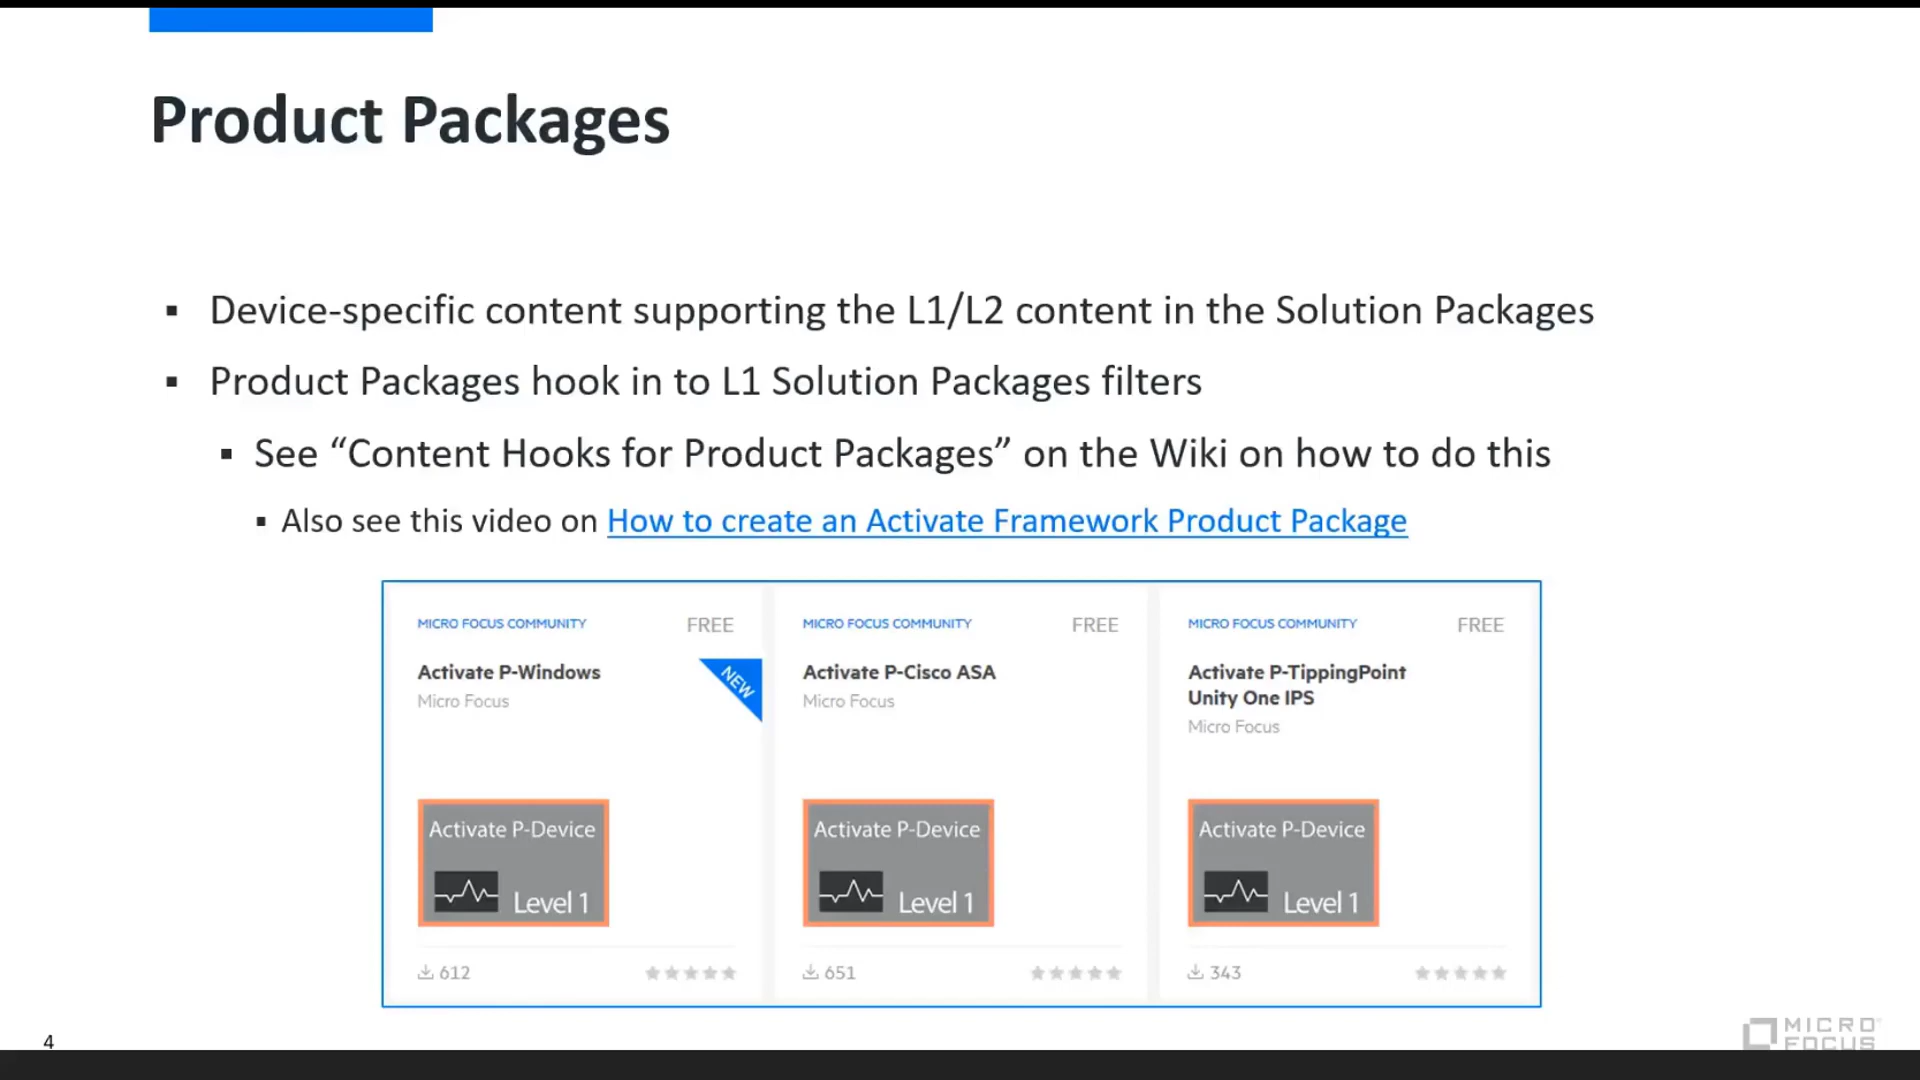 Product Packages
▪ Device-specific content supporting the L1/L2 content in the Solution Packages
▪ Product Packages hook in to L1 Solution Packages filters
▪ See “Content Hooks for Product Packages” on the Wiki on how to do this
▪ Also see this video on How to create an Activate Framework Product Package
MICRO FOCUS COMMUNITY FREE
Activate P-Windows
NEW
Micro Focus
Activate P-Device
Level 1
612
MICRO FOCUS COMMUNITY FREE
Activate P-Cisco ASA
Micro Focus
Activate P-Device
Level 1
651
MICRO FOCUS COMMUNITY FREE
Activate P-TippingPoint
Unity One IPS
Micro Focus
Activate P-Device
Level 1
343
4
MICRO
FOCUS